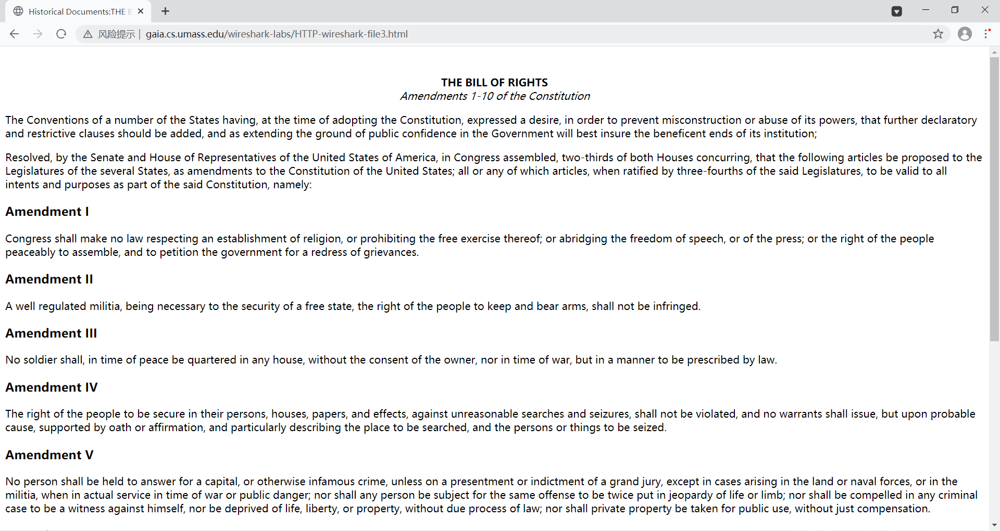 Historical Documents:THE
风险提示 | gaia.cs.umass.edu/wireshark-labs/HTTP-wireshark-file3.html
THE BILL OF RIGHTS
Amendments 1-10 of the Constitution
The Conventions of a number of the States having, at the time of adopting the Constitution, expressed a desire, in order to prevent misconstruction or abuse of its powers, that further declaratory
and restrictive clauses should be added, and as extending the ground of public confidence in the Government will best insure the beneficent ends of its institution;
Resolved, by the Senate and House of Representatives of the United States of America, in Congress assembled, two-thirds of both Houses concurring, that the following articles be proposed to the
Legislatures of the several States, as amendments to the Constitution of the United States; all or any of which articles, when ratified by three-fourths of the said Legislatures, to be valid to all
intents and purposes as part of the said Constitution, namely:
Amendment I
Congress shall make no law respecting an establishment of religion, or prohibiting the free exercise thereof; or abridging the freedom of speech, or of the press; or the right of the people
peaceably to assemble, and to petition the government for a redress of grievances.
Amendment II
A well regulated militia, being necessary to the security of a free state, the right of the people to keep and bear arms, shall not be infringed.
Amendment III
No soldier shall, in time of peace be quartered in any house, without the consent of the owner, nor in time of war, but in a manner to be prescribed by law.
Amendment IV
The right of the people to be secure in their persons, houses, papers, and effects, against unreasonable searches and seizures, shall not be violated, and no warrants shall issue, but upon probable
cause, supported by oath or affirmation, and particularly describing the place to be searched, and the persons or things to be seized.
Amendment V
No person shall be held to answer for a capital, or otherwise infamous crime, unless on a presentment or indictment of a grand jury, except in cases arising in the land or naval forces, or in the
militia, when in actual service in time of war or public danger; nor shall any person be subject for the same offense to be twice put in jeopardy of life or limb; nor shall be compelled in any criminal
case to be a witness against himself, nor be deprived of life, liberty, or property, without due process of law; nor shall private property be taken for public use, without just compensation.